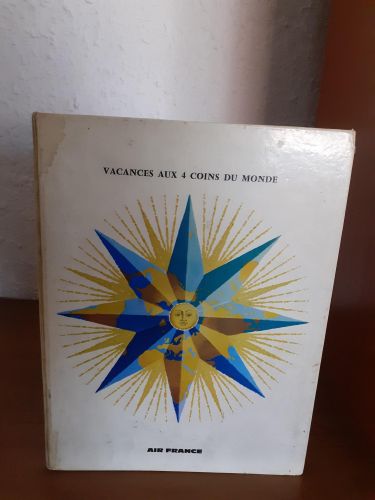 VACANCES AUX 4 COINS DU MONDE
AIR FRANCE